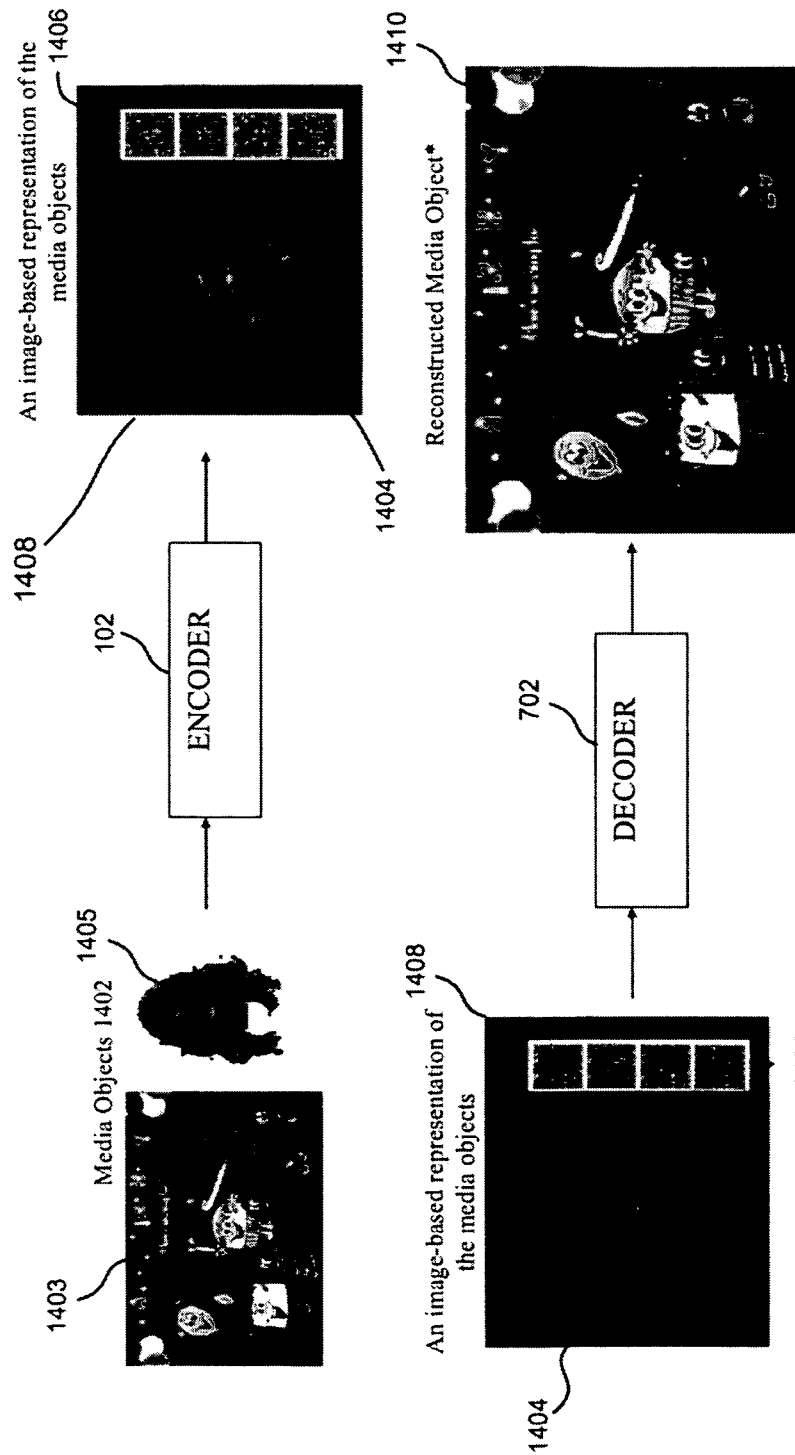 Media Objects 1402
1403
1405
102
ENCODER
1408
1404
An image-based representation of the
media objects
1406
An image-based representation of
the media objects
1408
1404
702
DECODER
Reconstructed Media Object*
1410